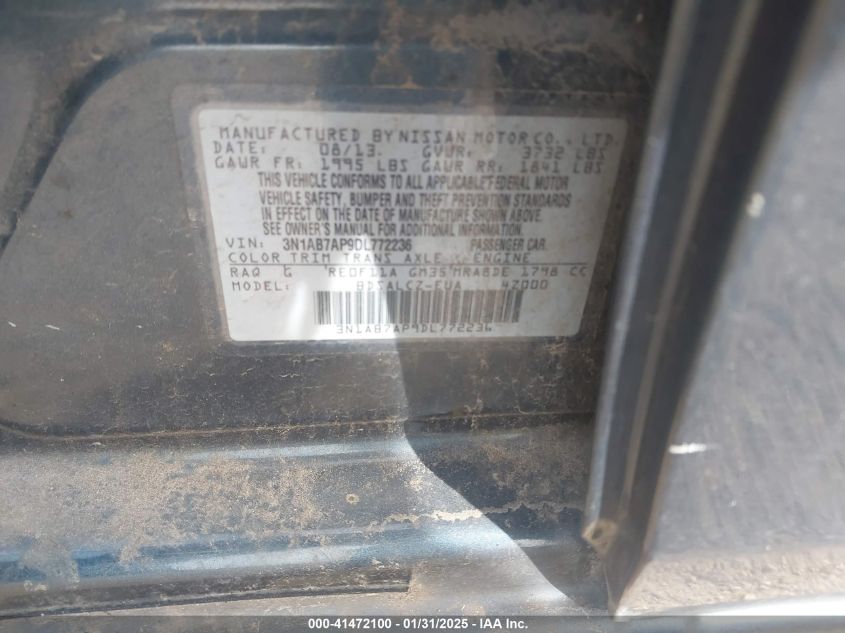 MANUFACTURED BY NISSAN MOTOR CO., LTD.
DATE: 08/13. GVWR: 3732 LBS
GAWR FR: 1995 LBS GAWR RR: 1841 LBS
THIS VEHICLE CONFORMS TO ALL APPLICABLE FEDERAL MOTOR
VEHICLE SAFETY, BUMPER AND THEFT PREVENTION STANDARDS
IN EFFECT ON THE DATE OF MANUFACTURE SHOWN ABOVE.
SEE OWNER'S MANUAL FOR ADDITIONAL INFORMATION.
VIN: 3N1AB7AP9DL772236 PASSENGER CAR
COLOR TRIM TRANS AXLE ENGINE
RAQ G RE0F11A GM35 MRA8DE 1798 CC
MODEL: BDSALCZ-EUA 4Z000
3N1AB7AP9DL772236
000-41472100 - 01/31/2025 - IAA Inc.